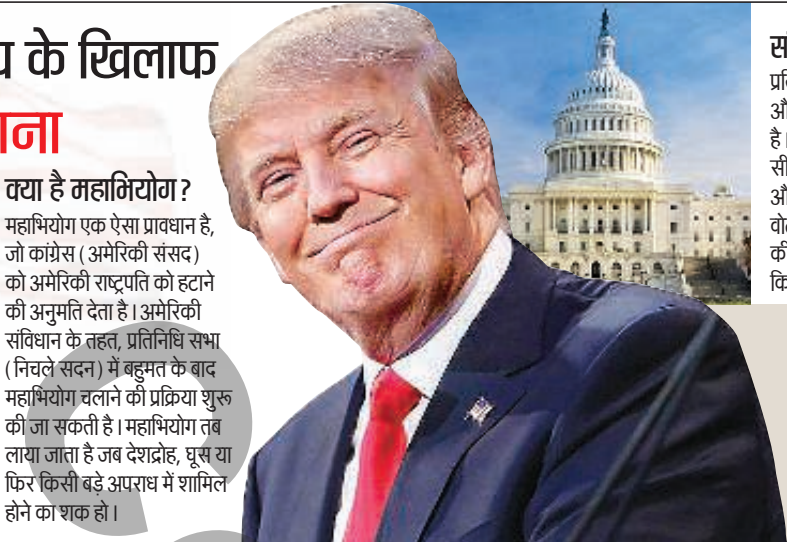 के खिलाफ
क्या है महाभियोग?
महाभियोग एक ऐसा प्रावधान है,
जो कांग्रेस (अमेरिकी संसद)
को अमेरिकी राष्ट्रपति को हटाने
की अनुमति देता है। अमेरिकी
संविधान के तहत, प्रतिनिधि सभा
(निचले सदन) में बहुमत के बाद
महाभियोग चलाने की प्रक्रिया शुरू
की जा सकती है। महाभियोग तब
लाया जाता है जब देशद्रोह, घूस या
फिर किसी बड़े अपराध में शामिल
होने का शक हो।
है।